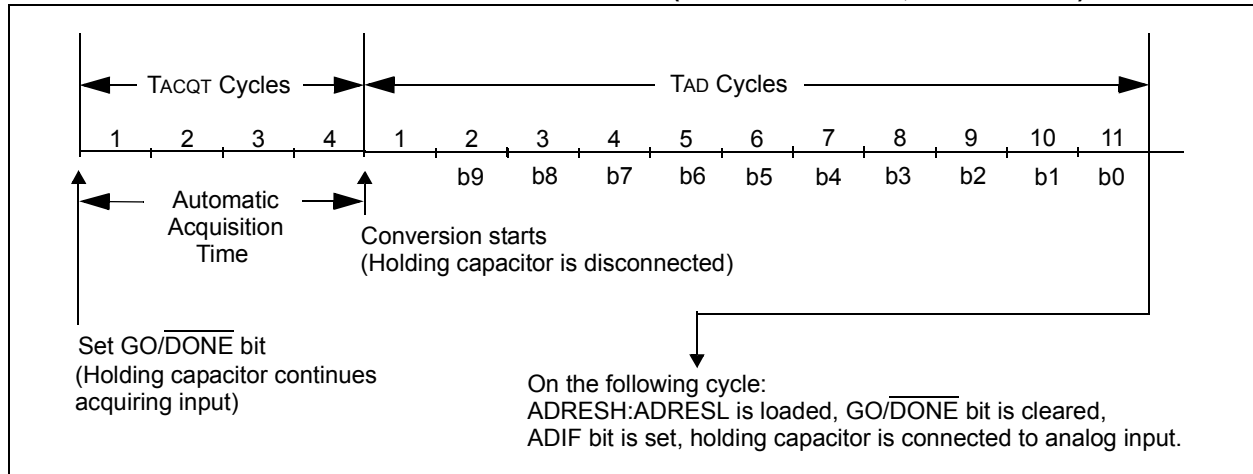 TACQT Cycles
TAD Cycles
1 2 3 4 1 2 3 4 5 6 7 8 9 10 11
b9 b8 b7 b6 b5 b4 b3 b2 b1 b0
Automatic
Acquisition
Time
Conversion starts
(Holding capacitor is disconnected)
Set GO/DONE bit
(Holding capacitor continues
acquiring input)
On the following cycle:
ADRESH:ADRESL is loaded, GO/DONE bit is cleared,
ADIF bit is set, holding capacitor is connected to analog input.